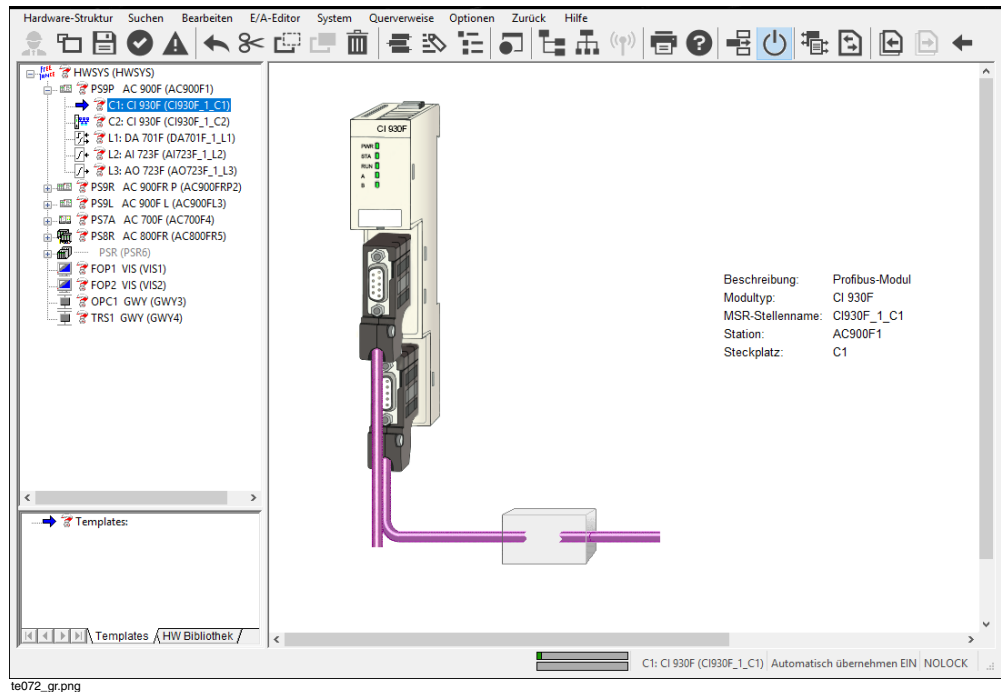 Hardware-Struktur Suchen Bearbeiten E/A-Editor System Querverweise Optionen Zurück Hilfe
HWSYS (HWSYS)
PS9P AC 900F (AC900F1)
C1: CI 930F (CI930F_1_C1)
C2: CI 930F (CI930F_1_C2)
L1: DA 701F (DA701F_1_L1)
L2: AI 723F (AI723F_1_L2)
L3: AO 723F (AO723F_1_L3)
PS9R AC 900FR P (AC900FRP2)
PS9L AC 900F L (AC900FL3)
PS7A AC 700F (AC700F4)
PS8R AC 800FR (AC800FR5)
PSR (PSR6)
FOP1 VIS (VIS1)
FOP2 VIS (VIS2)
OPC1 GWY (GWY3)
TRS1 GWY (GWY4)
Templates:
Templates HW Bibliothek
CI 930F
PWR
STA
RUN
A
B
Beschreibung: Profibus-Modul
Modultyp: CI 930F
MSR-Stellenname: CI930F_1_C1
Station: AC900F1
Steckplatz: C1
C1: CI 930F (CI930F_1_C1) Automatisch übernehmen EIN NOLOCK
te072_gr.png